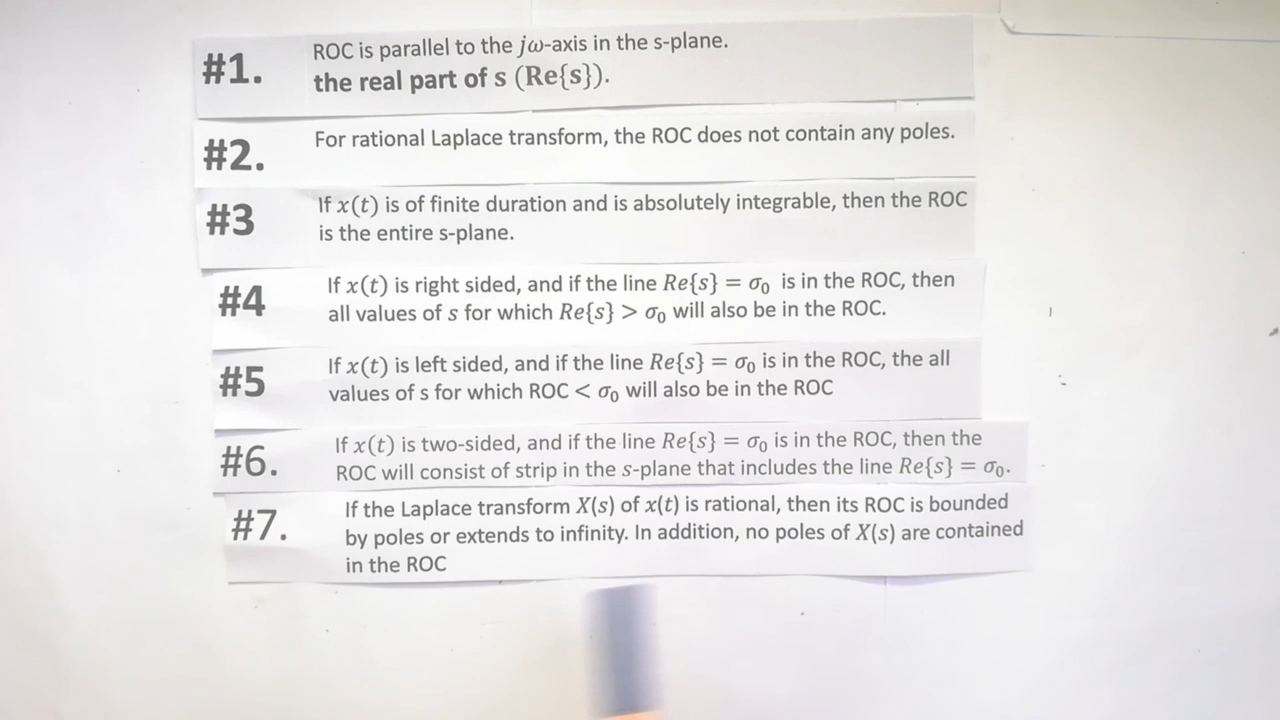 #1. ROC is parallel to the jω-axis in the s-plane.
the real part of s (Re{s}).
#2. For rational Laplace transform, the ROC does not contain any poles.
#3 If x(t) is of finite duration and is absolutely integrable, then the ROC
is the entire s-plane.
#4 If x(t) is right sided, and if the line Re{s} = σ₀ is in the ROC, then
all values of s for which Re{s} > σ₀ will also be in the ROC.
#5 If x(t) is left sided, and if the line Re{s} = σ₀ is in the ROC, the all
values of s for which ROC < σ₀ will also be in the ROC
#6. If x(t) is two-sided, and if the line Re{s} = σ₀ is in the ROC, then the
ROC will consist of strip in the s-plane that includes the line Re{s} = σ₀.
#7. If the Laplace transform X(s) of x(t) is rational, then its ROC is bounded
by poles or extends to infinity. In addition, no poles of X(s) are contained
in the ROC